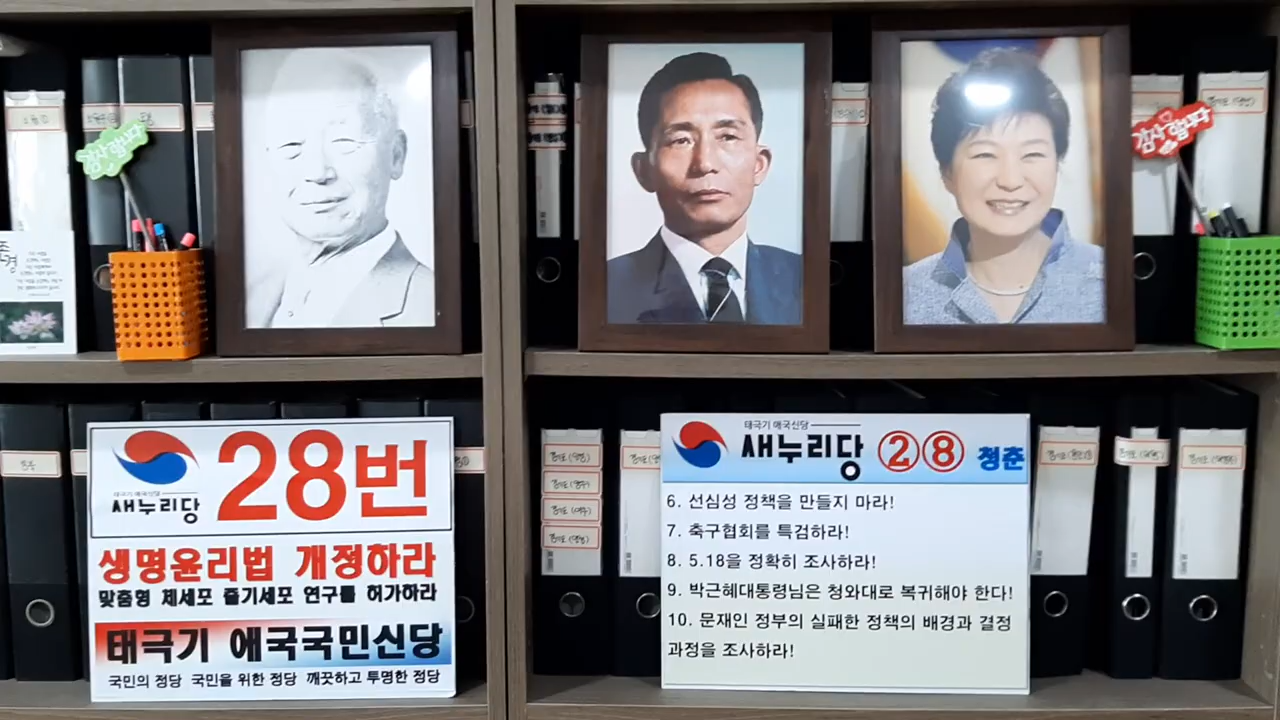 감사합니다
감사합니다
존경
28번
태극기 애국신당
새누리당
생명윤리법 개정하라
맞춤형 체세포 줄기세포 연구를 허가하라
태극기 애국국민신당
국민의 정당 국민을 위한 정당 깨끗하고 투명한 정당
태극기 애국신당
새누리당 ②⑧ 청춘
6. 선심성 정책을 만들지 마라!
7. 축구협회를 특검하라!
8. 5.18을 정확히 조사하라!
9. 박근혜대통령님은 청와대로 복귀해야 한다!
10. 문재인 정부의 실패한 정책의 배경과 결정
과정을 조사하라!